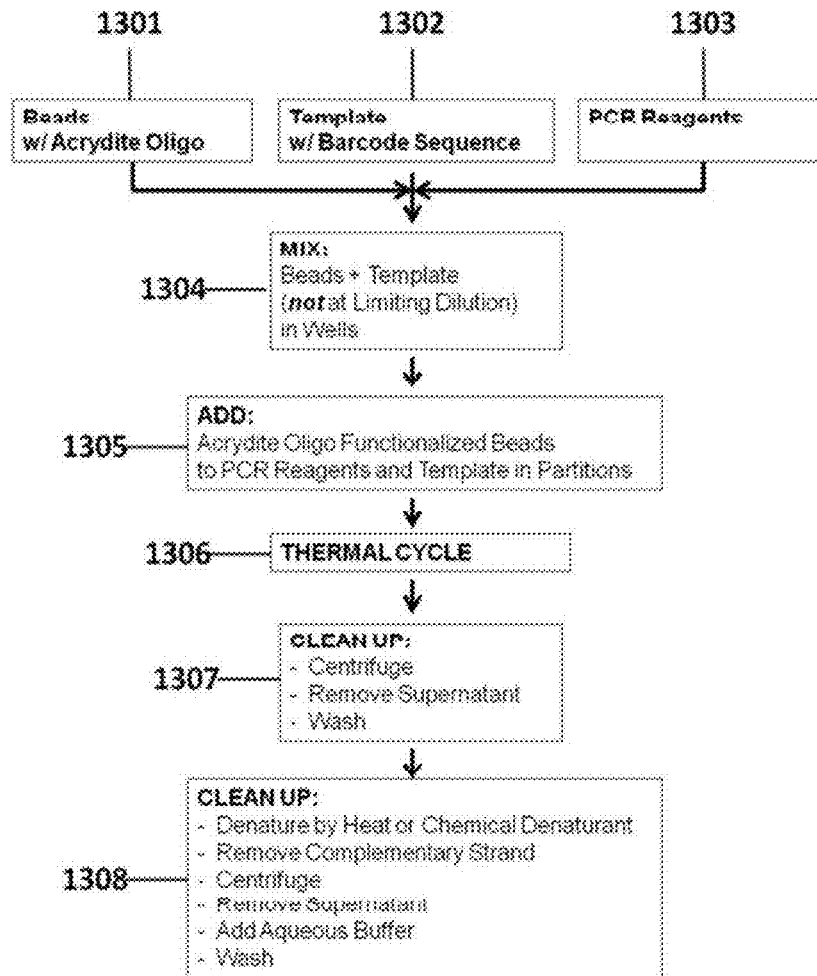 1301
1302
1303
Beads
w/ Acrydite Oligo
Template
w/ Barcode Sequence
PCR Reagents
1304
MIX:
Beads + Template
(not at Limiting Dilution)
in Wells
1305
ADD:
Acrydite Oligo Functionalized Beads
to PCR Reagents and Template in Partitions
1306
THERMAL CYCLE
1307
CLEAN UP:
- Centrifuge
- Remove Supernatant
- Wash
1308
CLEAN UP:
- Denature by Heat or Chemical Denaturant
- Remove Complementary Strand
- Centrifuge
- Remove Supernatant
- Add Aqueous Buffer
- Wash